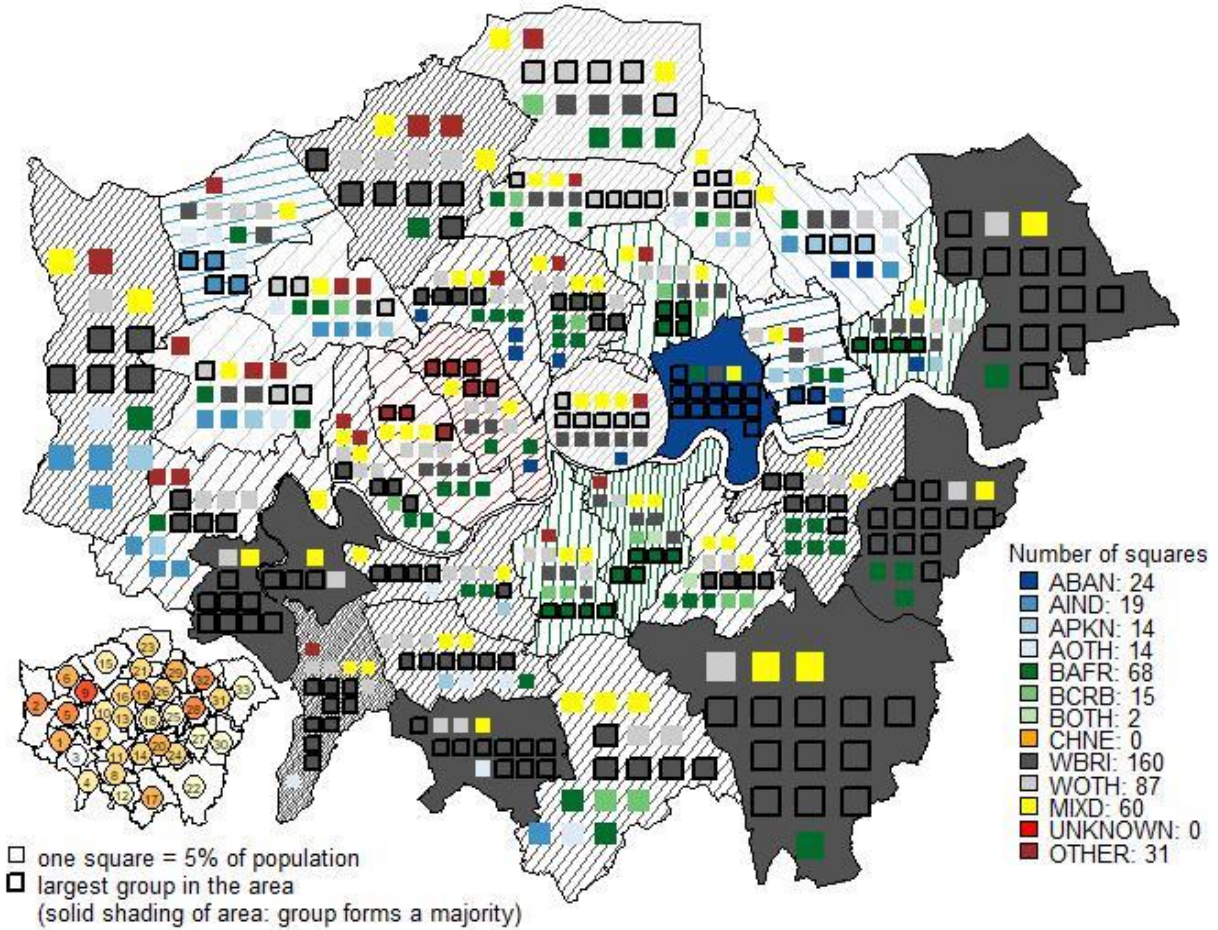 Number of squares
ABAN: 24
AIND: 19
APKN: 14
AOTH: 14
BAFR: 68
BCRB: 15
BOTH: 2
CHNE: 0
WBRI: 160
WOTH: 87
MIXD: 60
UNKNOWN: 0
OTHER: 31
23
15
21 29
6 32
9 16 19 26 33
2 31
5 10 13 18 25 28
7
1 20 27 30
3 11 14 24
8
4 22
12 17
one square = 5% of population
largest group in the area
(solid shading of area: group forms a majority)